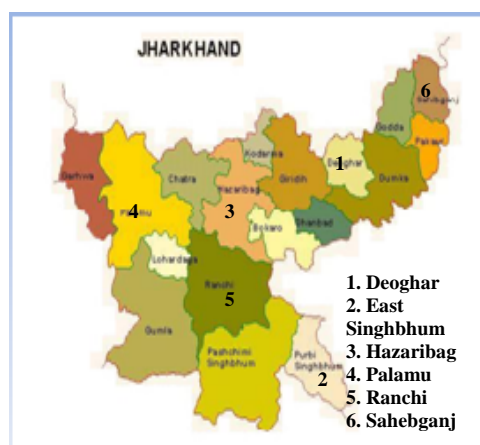 JHARKHAND
6
Sahibganj
Godda
Pakaur
Kodarma
1
Deoghar
Garhwa
Chatra
Hazaribag
Giridih
Dumka
4
Palamu
3
Bokaro
Dhanbad
Lohardaga
Ranchi
5
Gumla
Pashchimi
Singhbhum
Purbi
Singhbhum
2
1. Deoghar
2. East
Singhbhum
3. Hazaribag
4. Palamu
5. Ranchi
6. Sahebganj